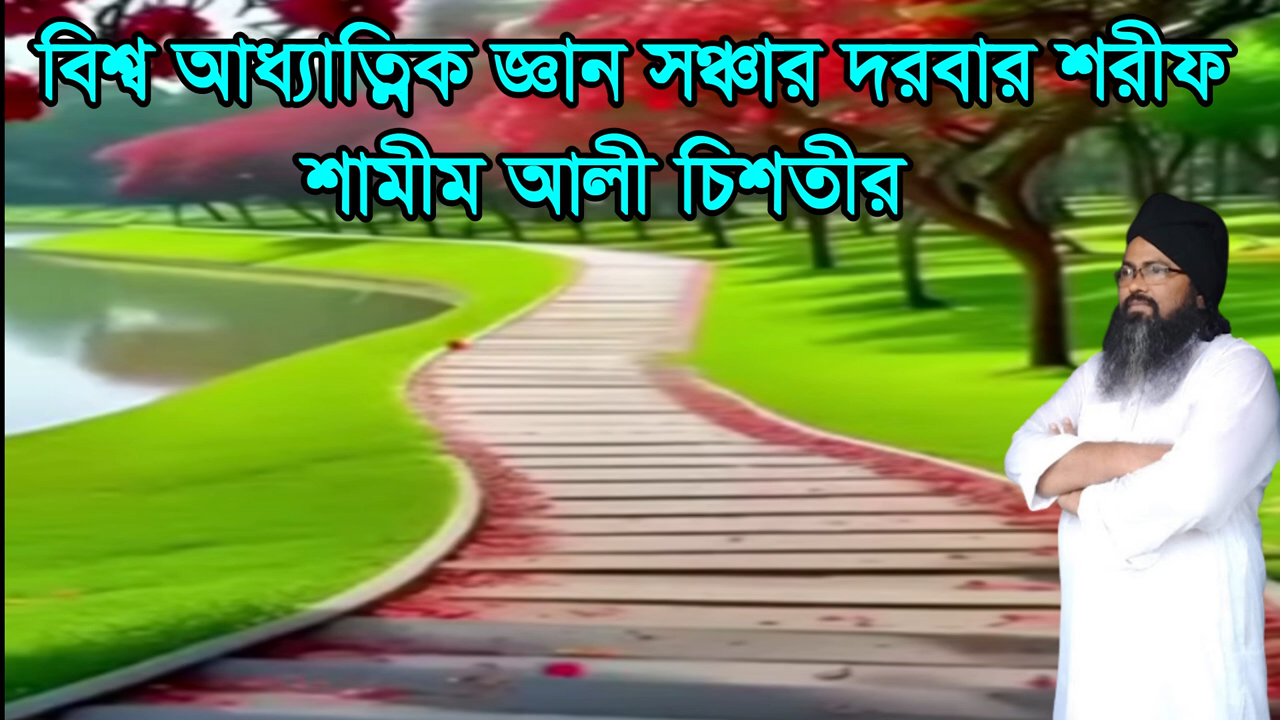 বিশ্ব আধ্যাত্নিক জ্ঞান সঞ্চার দরবার শরীফ
শামীম আলী চিশতীর